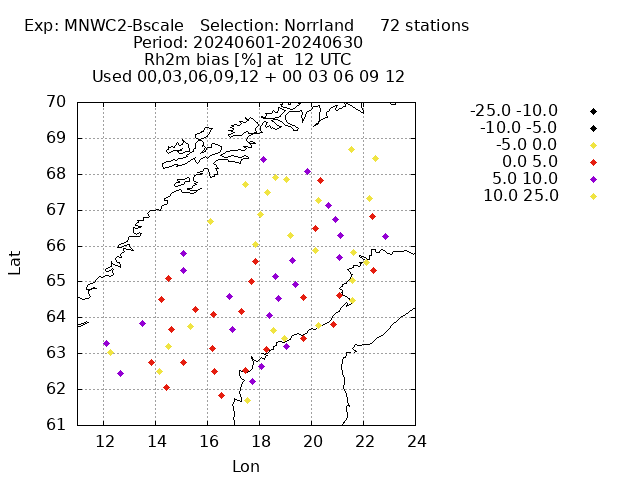 Exp: MNWC2-Bscale   Selection: Norrland     72 stations
Period: 20240601-20240630
Rh2m bias [%] at  12 UTC
Used 00,03,06,09,12 + 00 03 06 09 12
-25.0 -10.0
-10.0 -5.0
-5.0 0.0
0.0 5.0
5.0 10.0
10.0 25.0
70
69
68
67
66
65
64
63
62
61
Lat
12 14 16 18 20 22 24
Lon